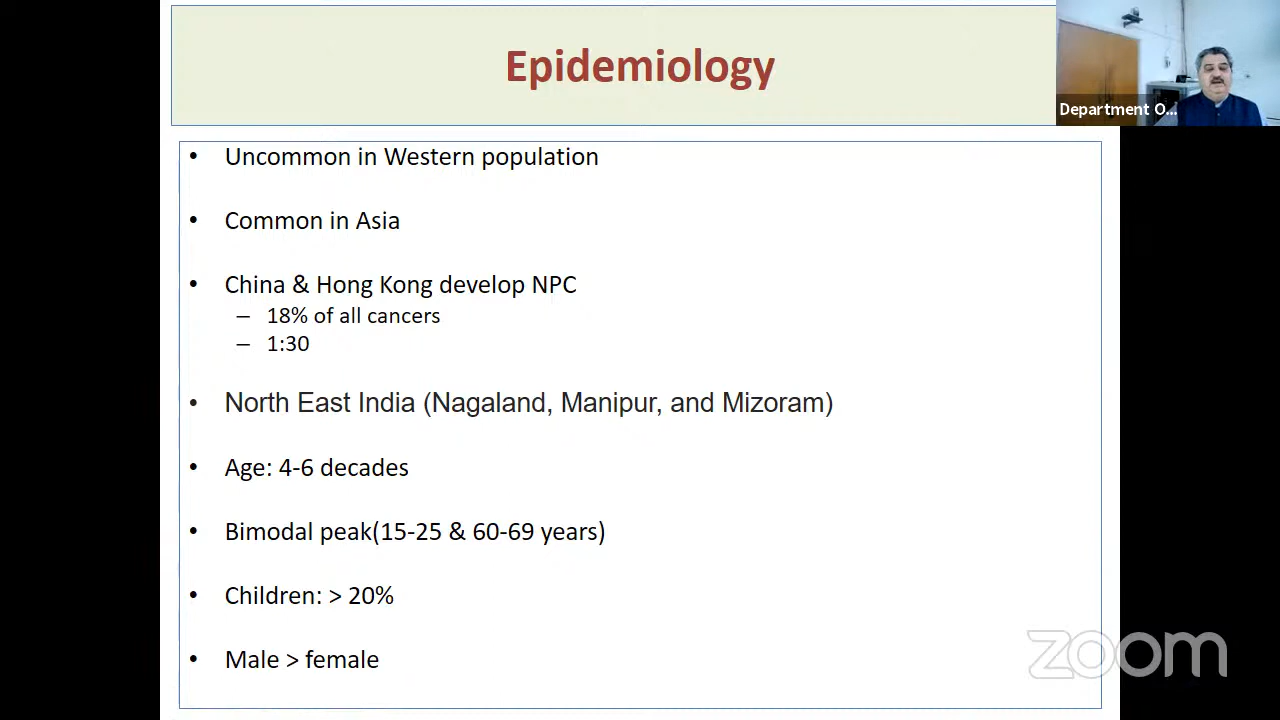 Epidemiology
Department O...
• Uncommon in Western population
• Common in Asia
• China & Hong Kong develop NPC
– 18% of all cancers
– 1:30
• North East India (Nagaland, Manipur, and Mizoram)
• Age: 4-6 decades
• Bimodal peak(15-25 & 60-69 years)
• Children: > 20%
• Male > female
zoom